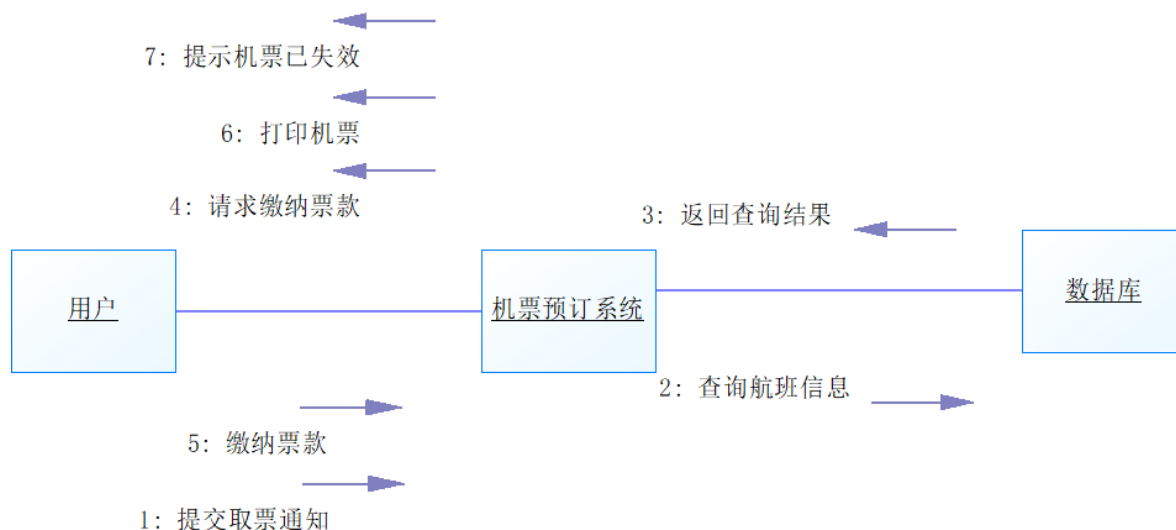 7: 提示机票已失效
6: 打印机票
4: 请求缴纳票款
3: 返回查询结果
用户
机票预订系统
数据库
2: 查询航班信息
5: 缴纳票款
1: 提交取票通知